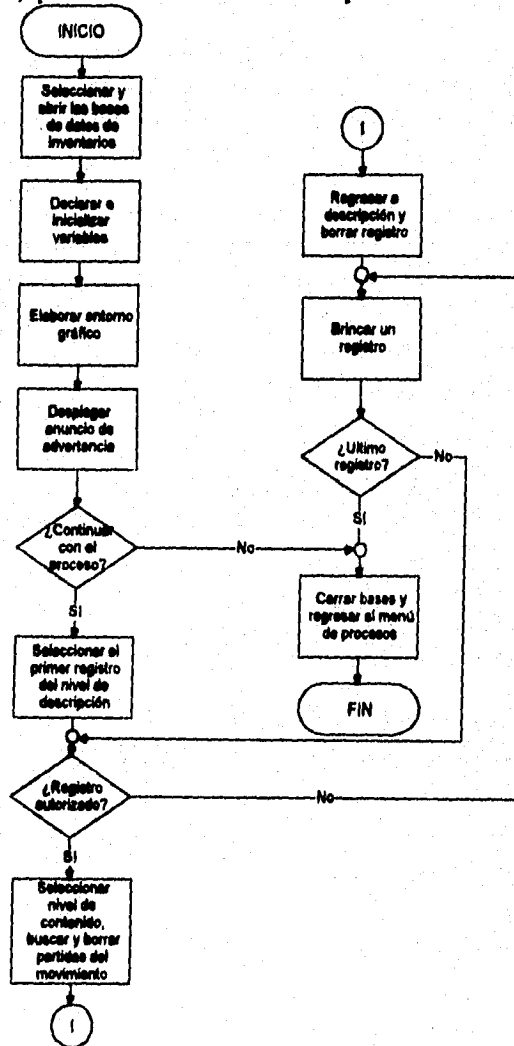 INICIO
Seleccionar y
abrir las bases
de datos de
inventarios
Declarar e
inicializar
variables
Elaborar entorno
gráfico
Desplegar
anuncio de
advertencia
¿Continuar
con el
proceso?
No
Sí
Seleccionar el
primer registro
del nivel de
descripción
¿Registro
autorizado?
No
Sí
Seleccionar
nivel de
contenido,
buscar y borrar
partidas del
movimiento
I
I
Regresar a
descripción y
borrar registro
Brincar un
registro
¿Ultimo
registro?
No
Sí
Cerrar bases y
regresar al menú
de procesos
FIN